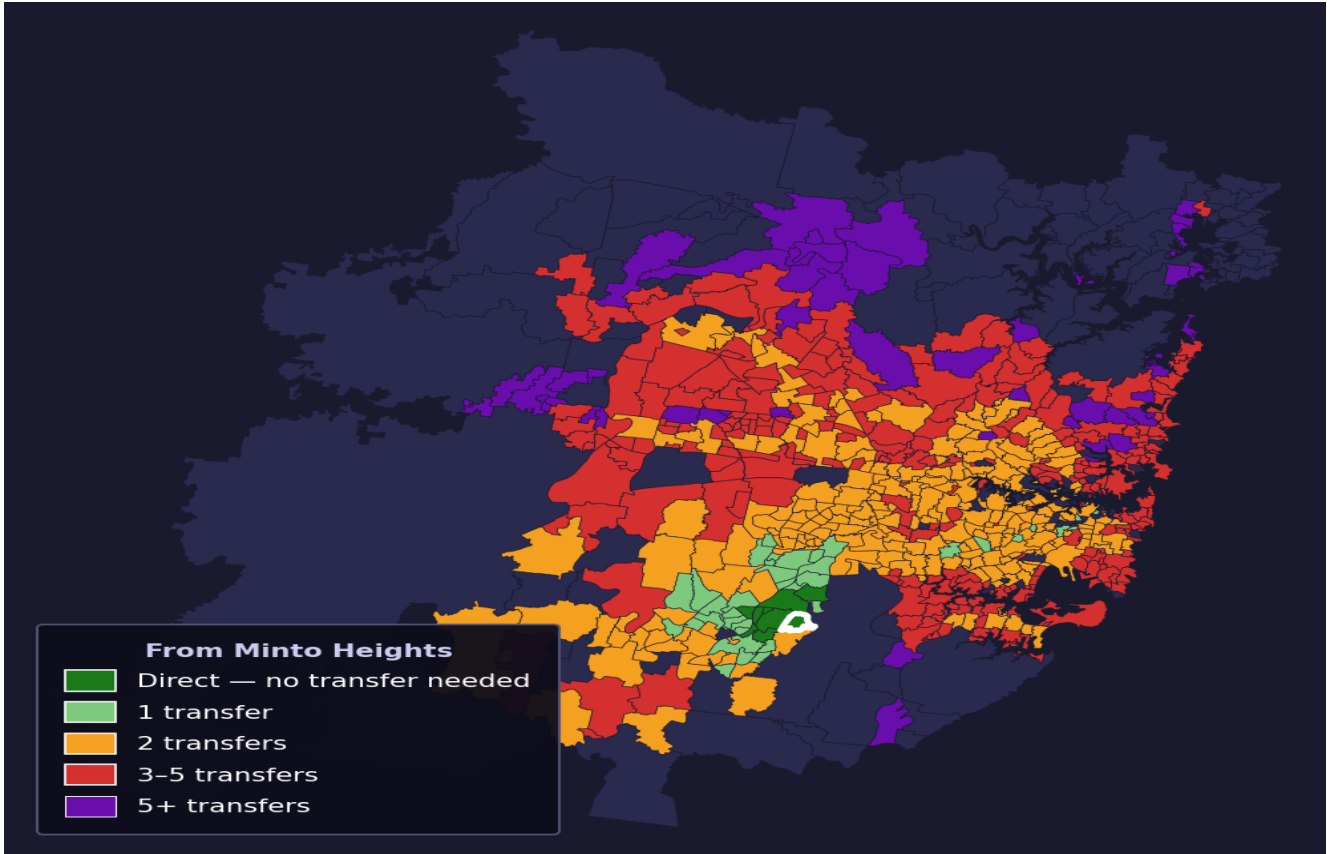 From Minto Heights
Direct — no transfer needed
1 transfer
2 transfers
3–5 transfers
5+ transfers